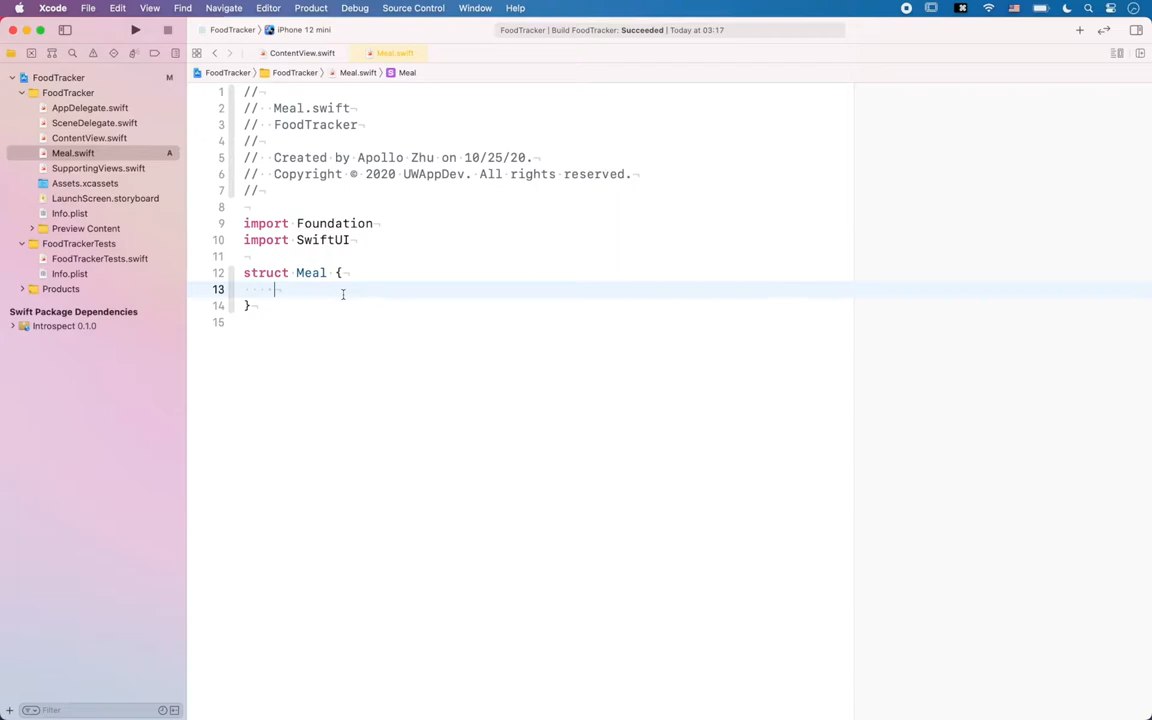 Xcode File Edit View Find Navigate Editor Product Debug Source Control Window Help
FoodTracker iPhone 12 mini
FoodTracker | Build FoodTracker: Succeeded | Today at 03:17
ContentView.swift
Meal.swift
FoodTracker FoodTracker Meal.swift S Meal
FoodTracker M
FoodTracker
AppDelegate.swift
SceneDelegate.swift
ContentView.swift
Meal.swift A
SupportingViews.swift
Assets.xcassets
LaunchScreen.storyboard
Info.plist
Preview Content
FoodTrackerTests
FoodTrackerTests.swift
Info.plist
Products
Swift Package Dependencies
Introspect 0.1.0
Filter
1 //
2 // Meal.swift
3 // FoodTracker
4 //
5 // Created by Apollo Zhu on 10/25/20.
6 // Copyright © 2020 UWAppDev. All rights reserved.
7 //
8
9 import Foundation
10 import SwiftUI
11
12 struct Meal {
13
14 }
15